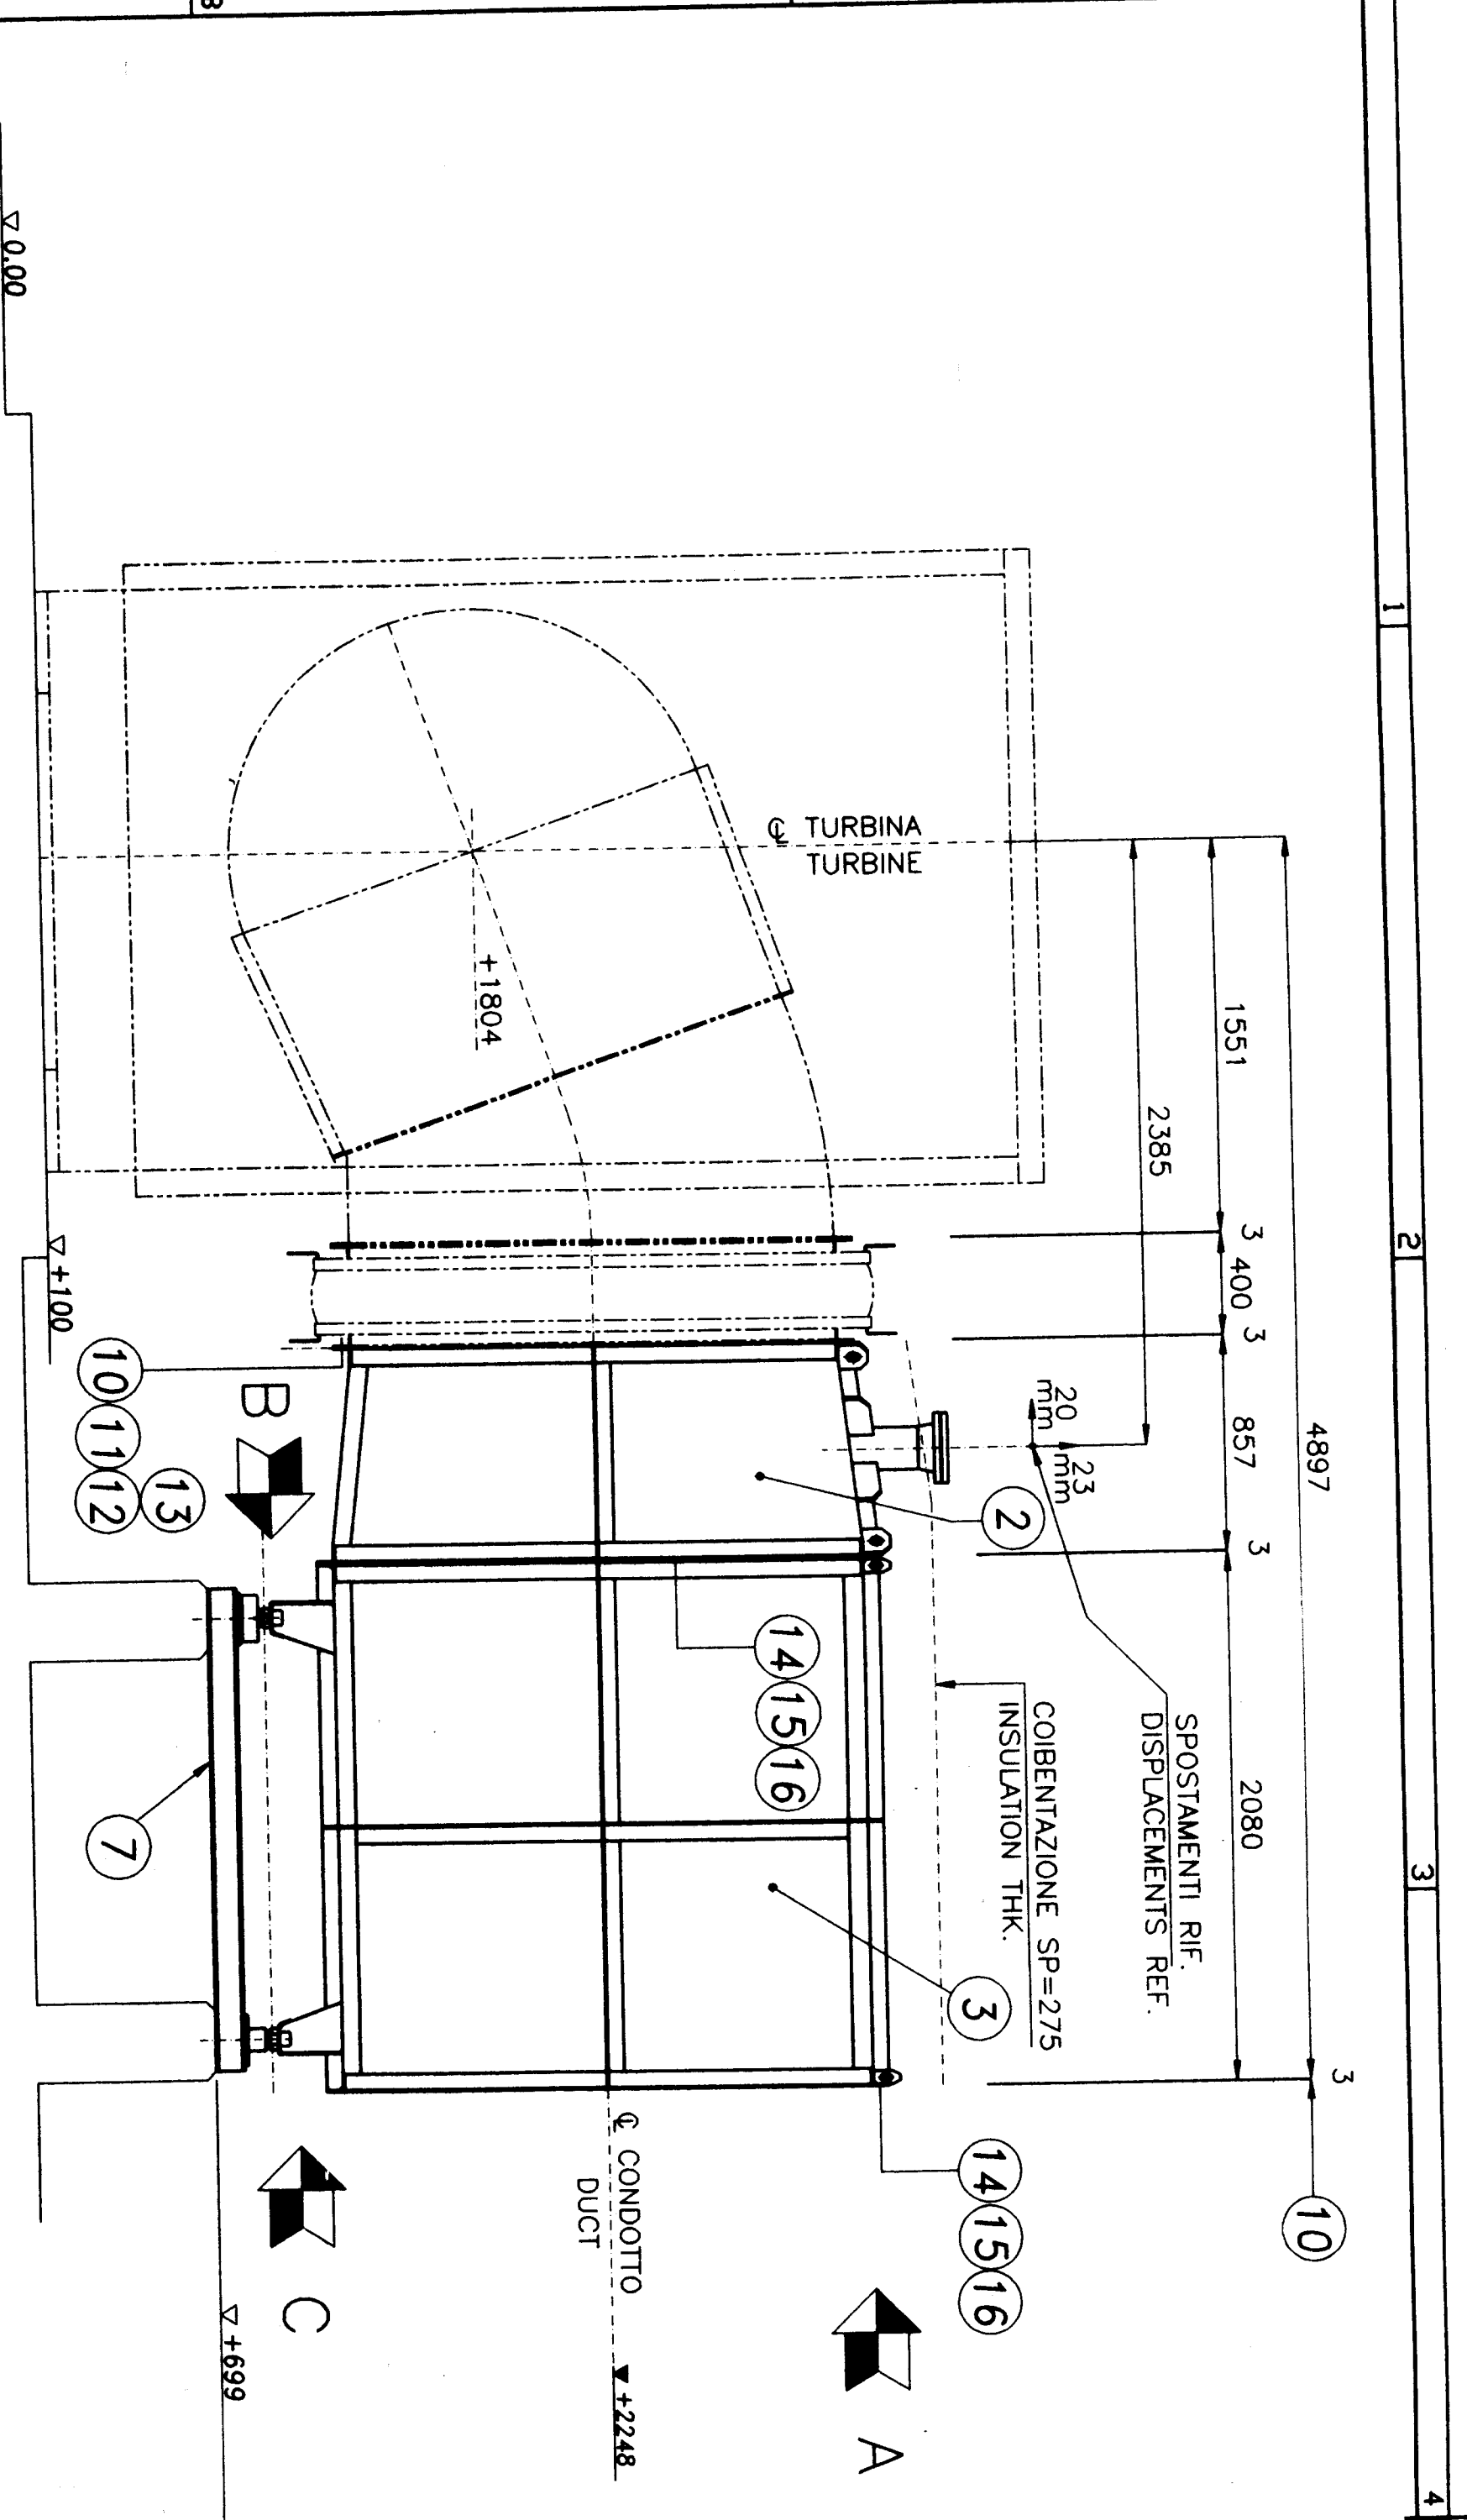 B
1
2
3
4
4897
1551
3
400
3
857
3
2080
3
2385
10
20
mm
23
mm
SPOSTAMENTI RIF.
DISPLACEMENTS REF.
COIBENTAZIONE SP=275
INSULATION THK.
2
3
14 15 16
14 15 16
A
℄ TURBINA
TURBINE
+1804
℄ CONDOTTO
DUCT
+2248
B
C
13
10 11 12
7
0.00
+100
+699